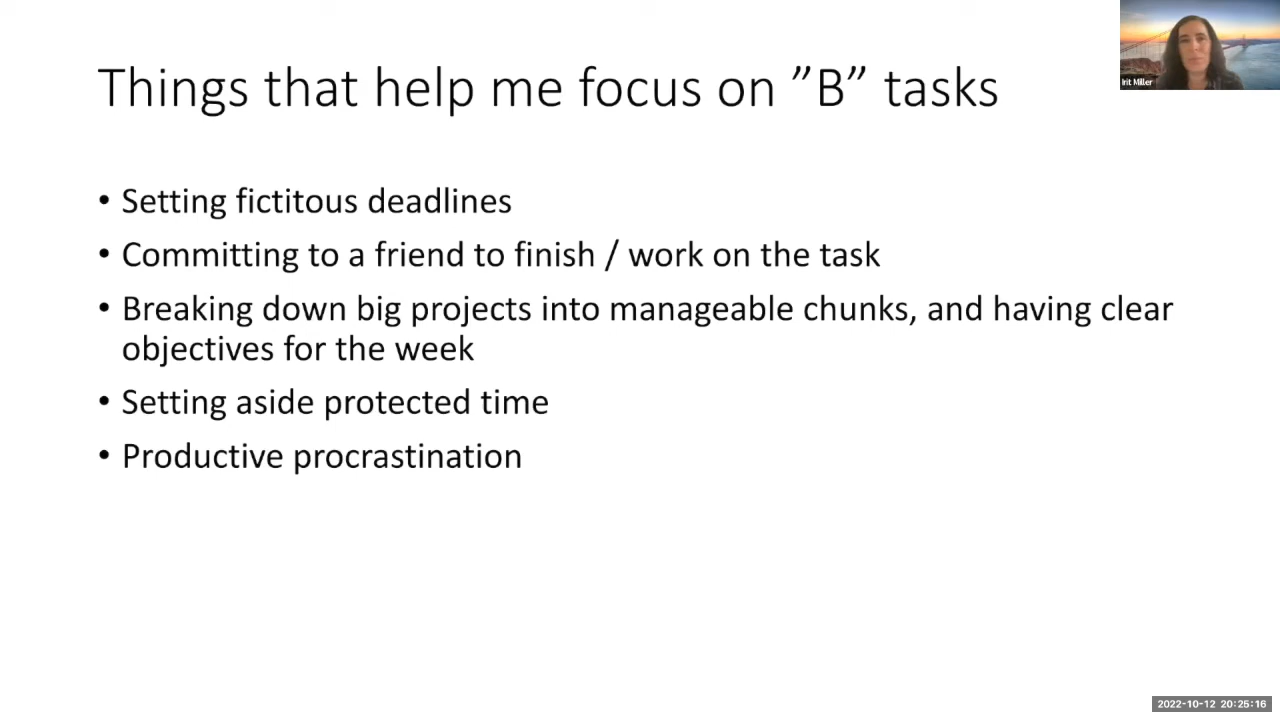 Things that help me focus on ”B” tasks
Irit Miller
• Setting fictitous deadlines
• Committing to a friend to finish / work on the task
• Breaking down big projects into manageable chunks, and having clear
objectives for the week
• Setting aside protected time
• Productive procrastination
2022-10-12 20:25:16